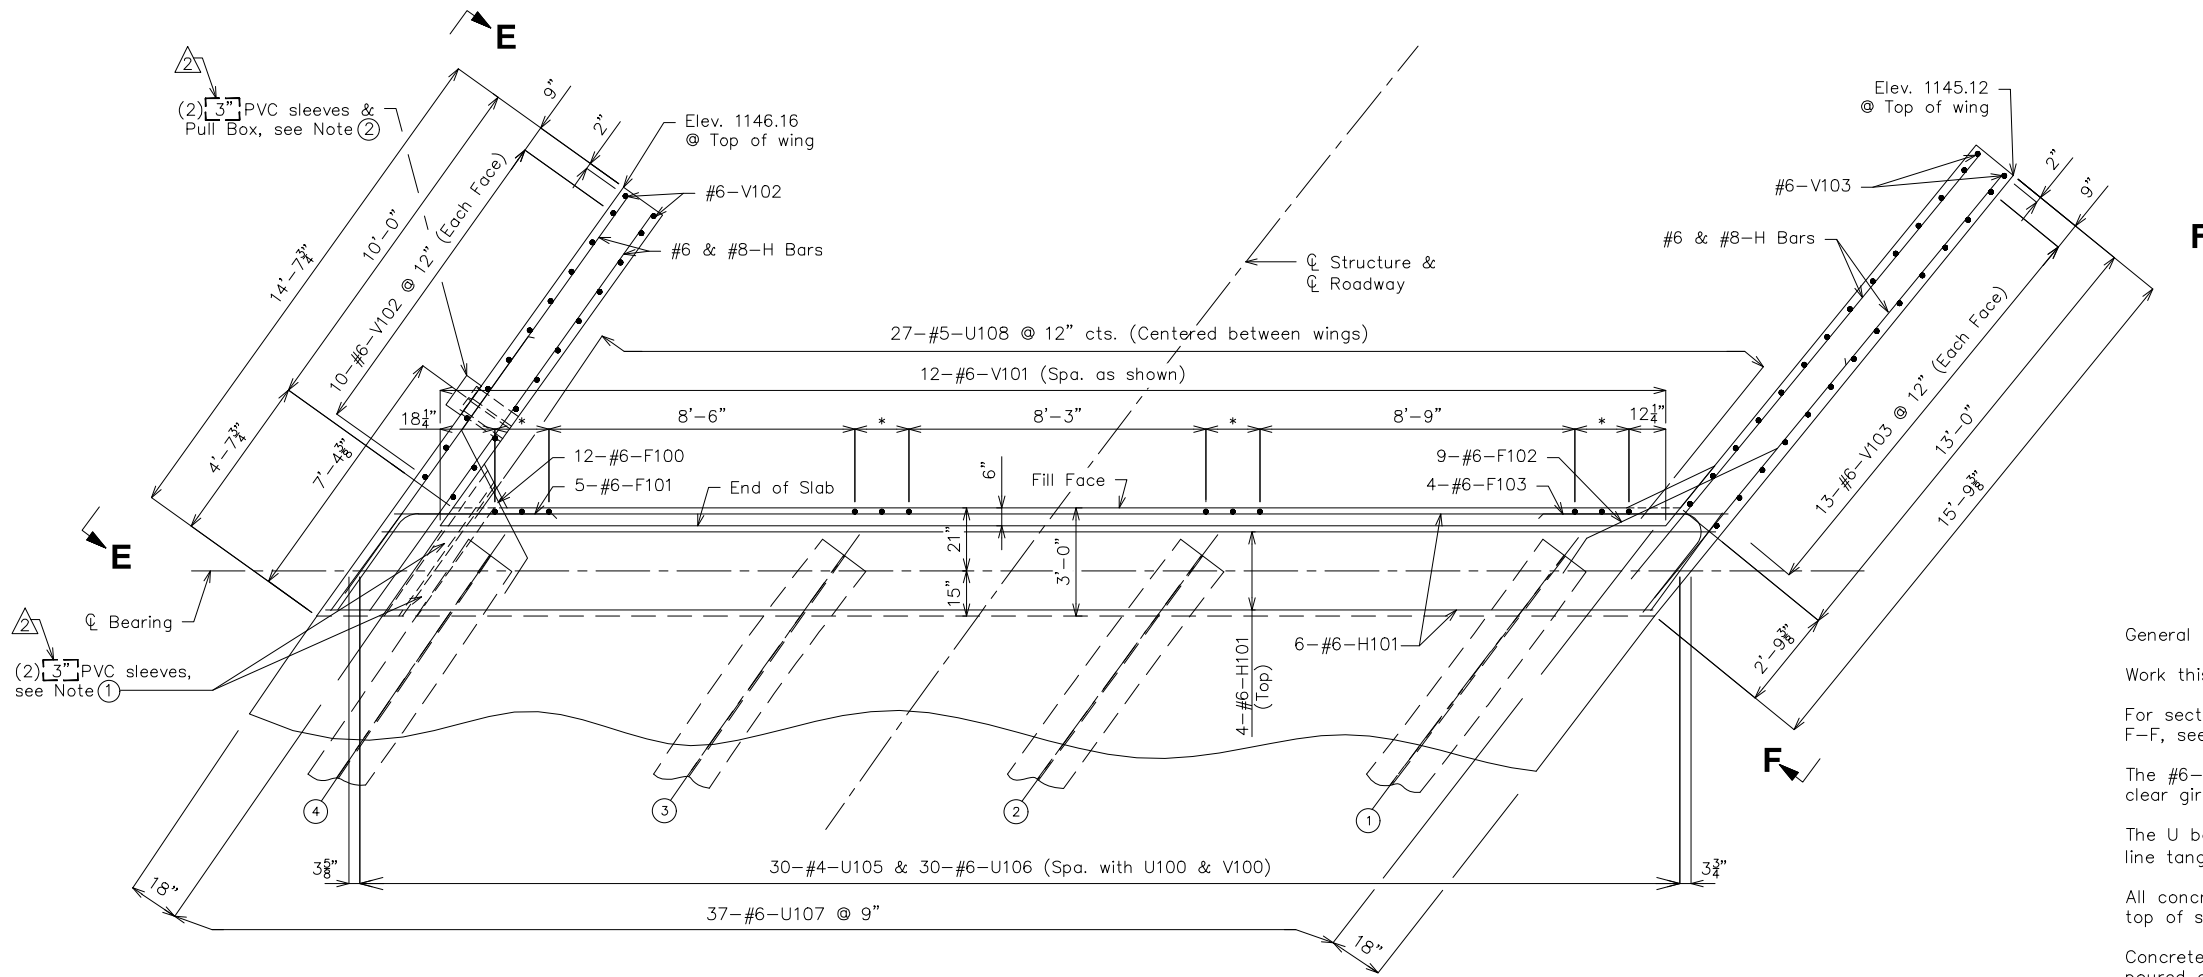 E
2
(2) 3” PVC sleeves &
Pull Box, see Note 2
9”
2”
Elev. 1146.16
@ Top of wing
#6-V102
#6 & #8-H Bars
14'-7¾”
10'-0”
10-#6-V102 @ 12” (Each Face)
4'-7¾”
7'-4⅜”
℄ Structure &
℄ Roadway
Elev. 1145.12
@ Top of wing
#6-V103
2”
9”
#6 & #8-H Bars
F
13-#6-V103 @ 12” (Each Face)
13'-0”
15'-9⅜”
2'-9⅜”
27-#5-U108 @ 12” cts. (Centered between wings)
12-#6-V101 (Spa. as shown)
18¼” * 8'-6” * 8'-3” * 8'-9” * 12¼”
12-#6-F100
5-#6-F101
End of Slab
6”
Fill Face
9-#6-F102
4-#6-F103
21”
15”
3'-0”
E
℄ Bearing
2
(2) 3” PVC sleeves,
see Note 1
4-#6-H101
(Top)
6-#6-H101
F
4
3
2
1
3⅝”
30-#4-U105 & 30-#6-U106 (Spa. with U100 & V100)
3¾”
18”
37-#6-U107 @ 9”
18”
General
Work this
For sect
F-F, see
The #6-
clear gir
The U b
line tang
All concr
top of s
Concrete